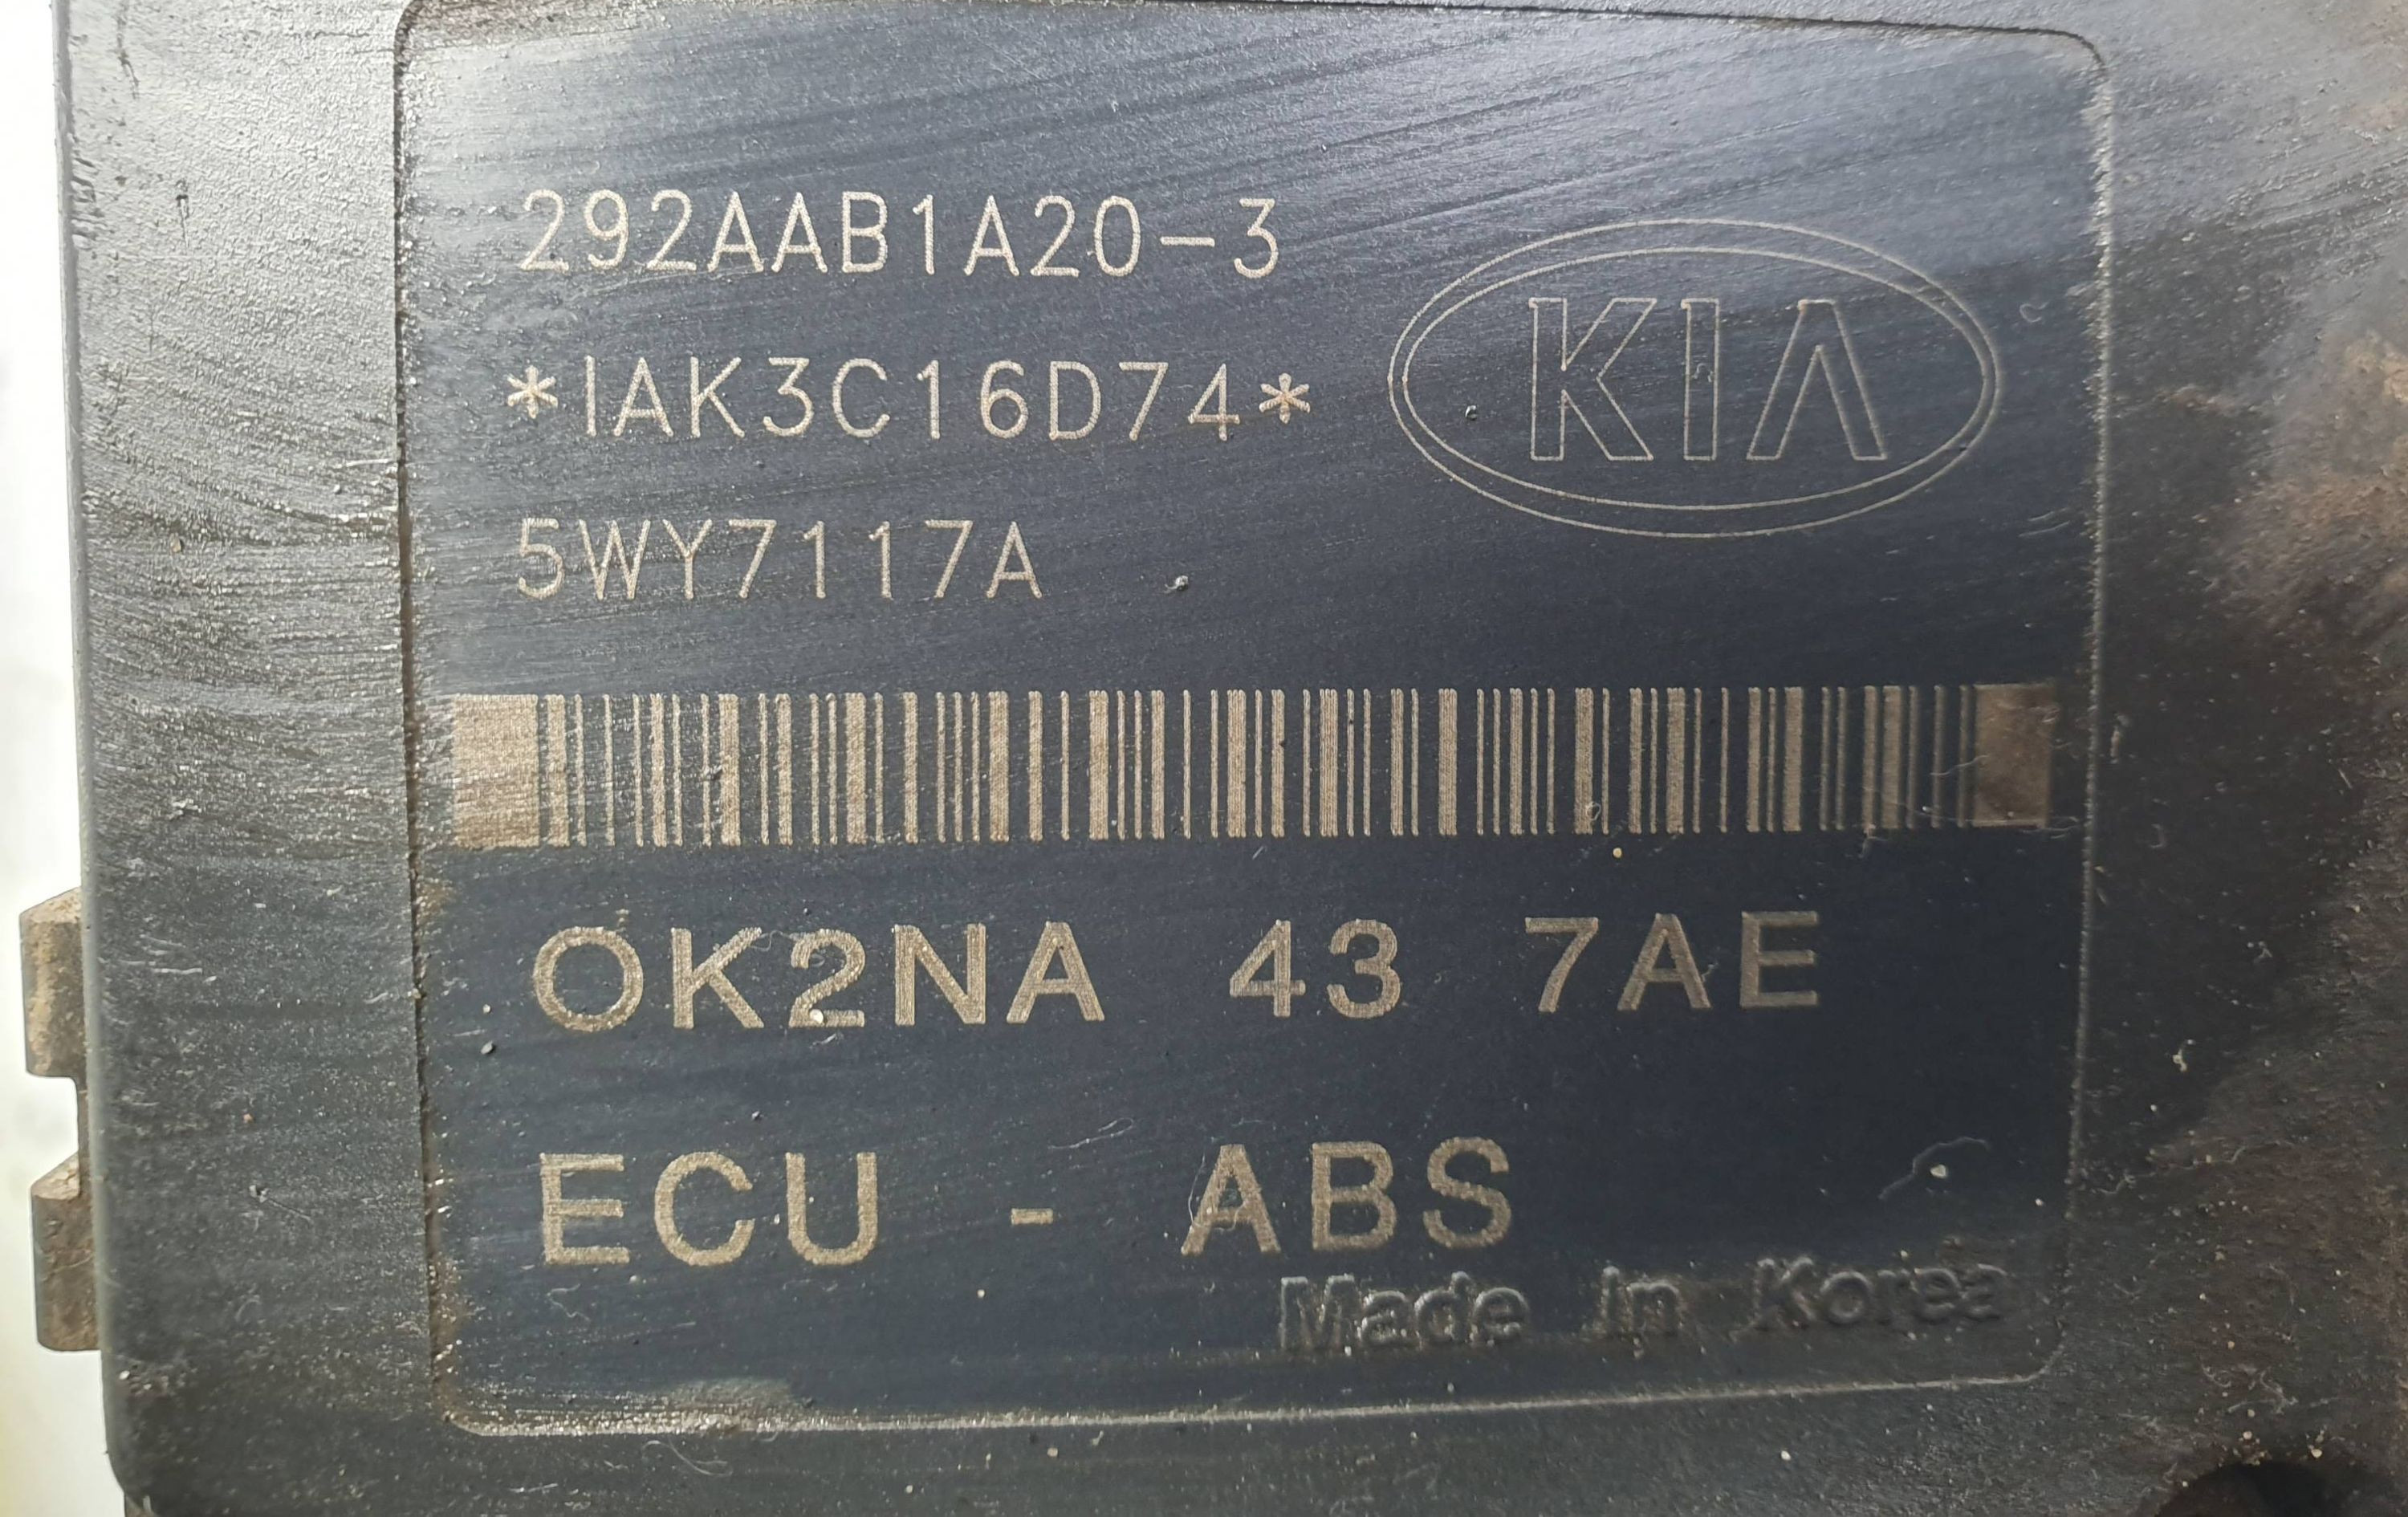 292AAB1A20-3
*IAK3C16D74*
KIA
5WY7117A
OK2NA 43 7AE
ECU - ABS
Made In Korea